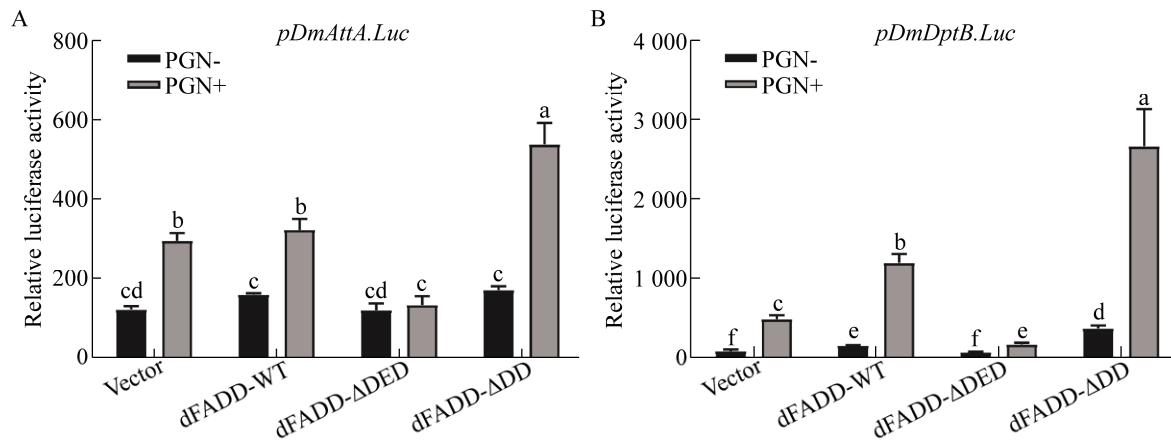 A
pDmAttA.Luc
PGN-
PGN+
Relative luciferase activity
800
600
400
200
0
cd
b
c
b
cd
c
c
a
Vector
dFADD-WT
dFADD-ΔDED
dFADD-ΔDD
B
pDmDptB.Luc
PGN-
PGN+
Relative luciferase activity
4 000
3 000
2 000
1 000
0
f
c
e
b
f
e
d
a
Vector
dFADD-WT
dFADD-ΔDED
dFADD-ΔDD